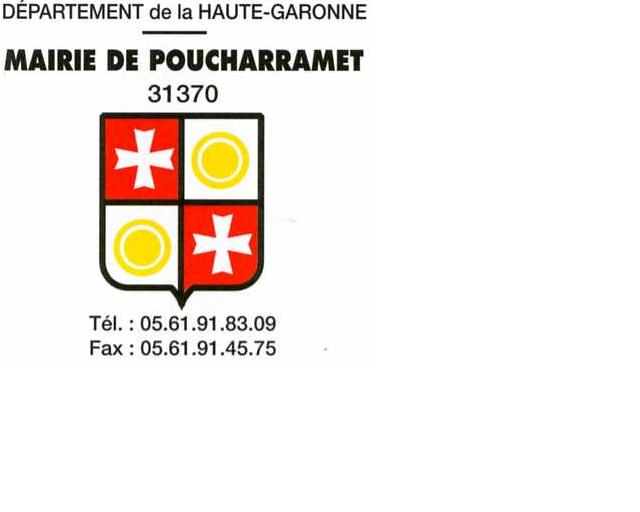 DÉPARTEMENT de la HAUTE-GARONNE
MAIRIE DE POUCHARRAMET
31370
Tél. : 05.61.91.83.09
Fax : 05.61.91.45.75